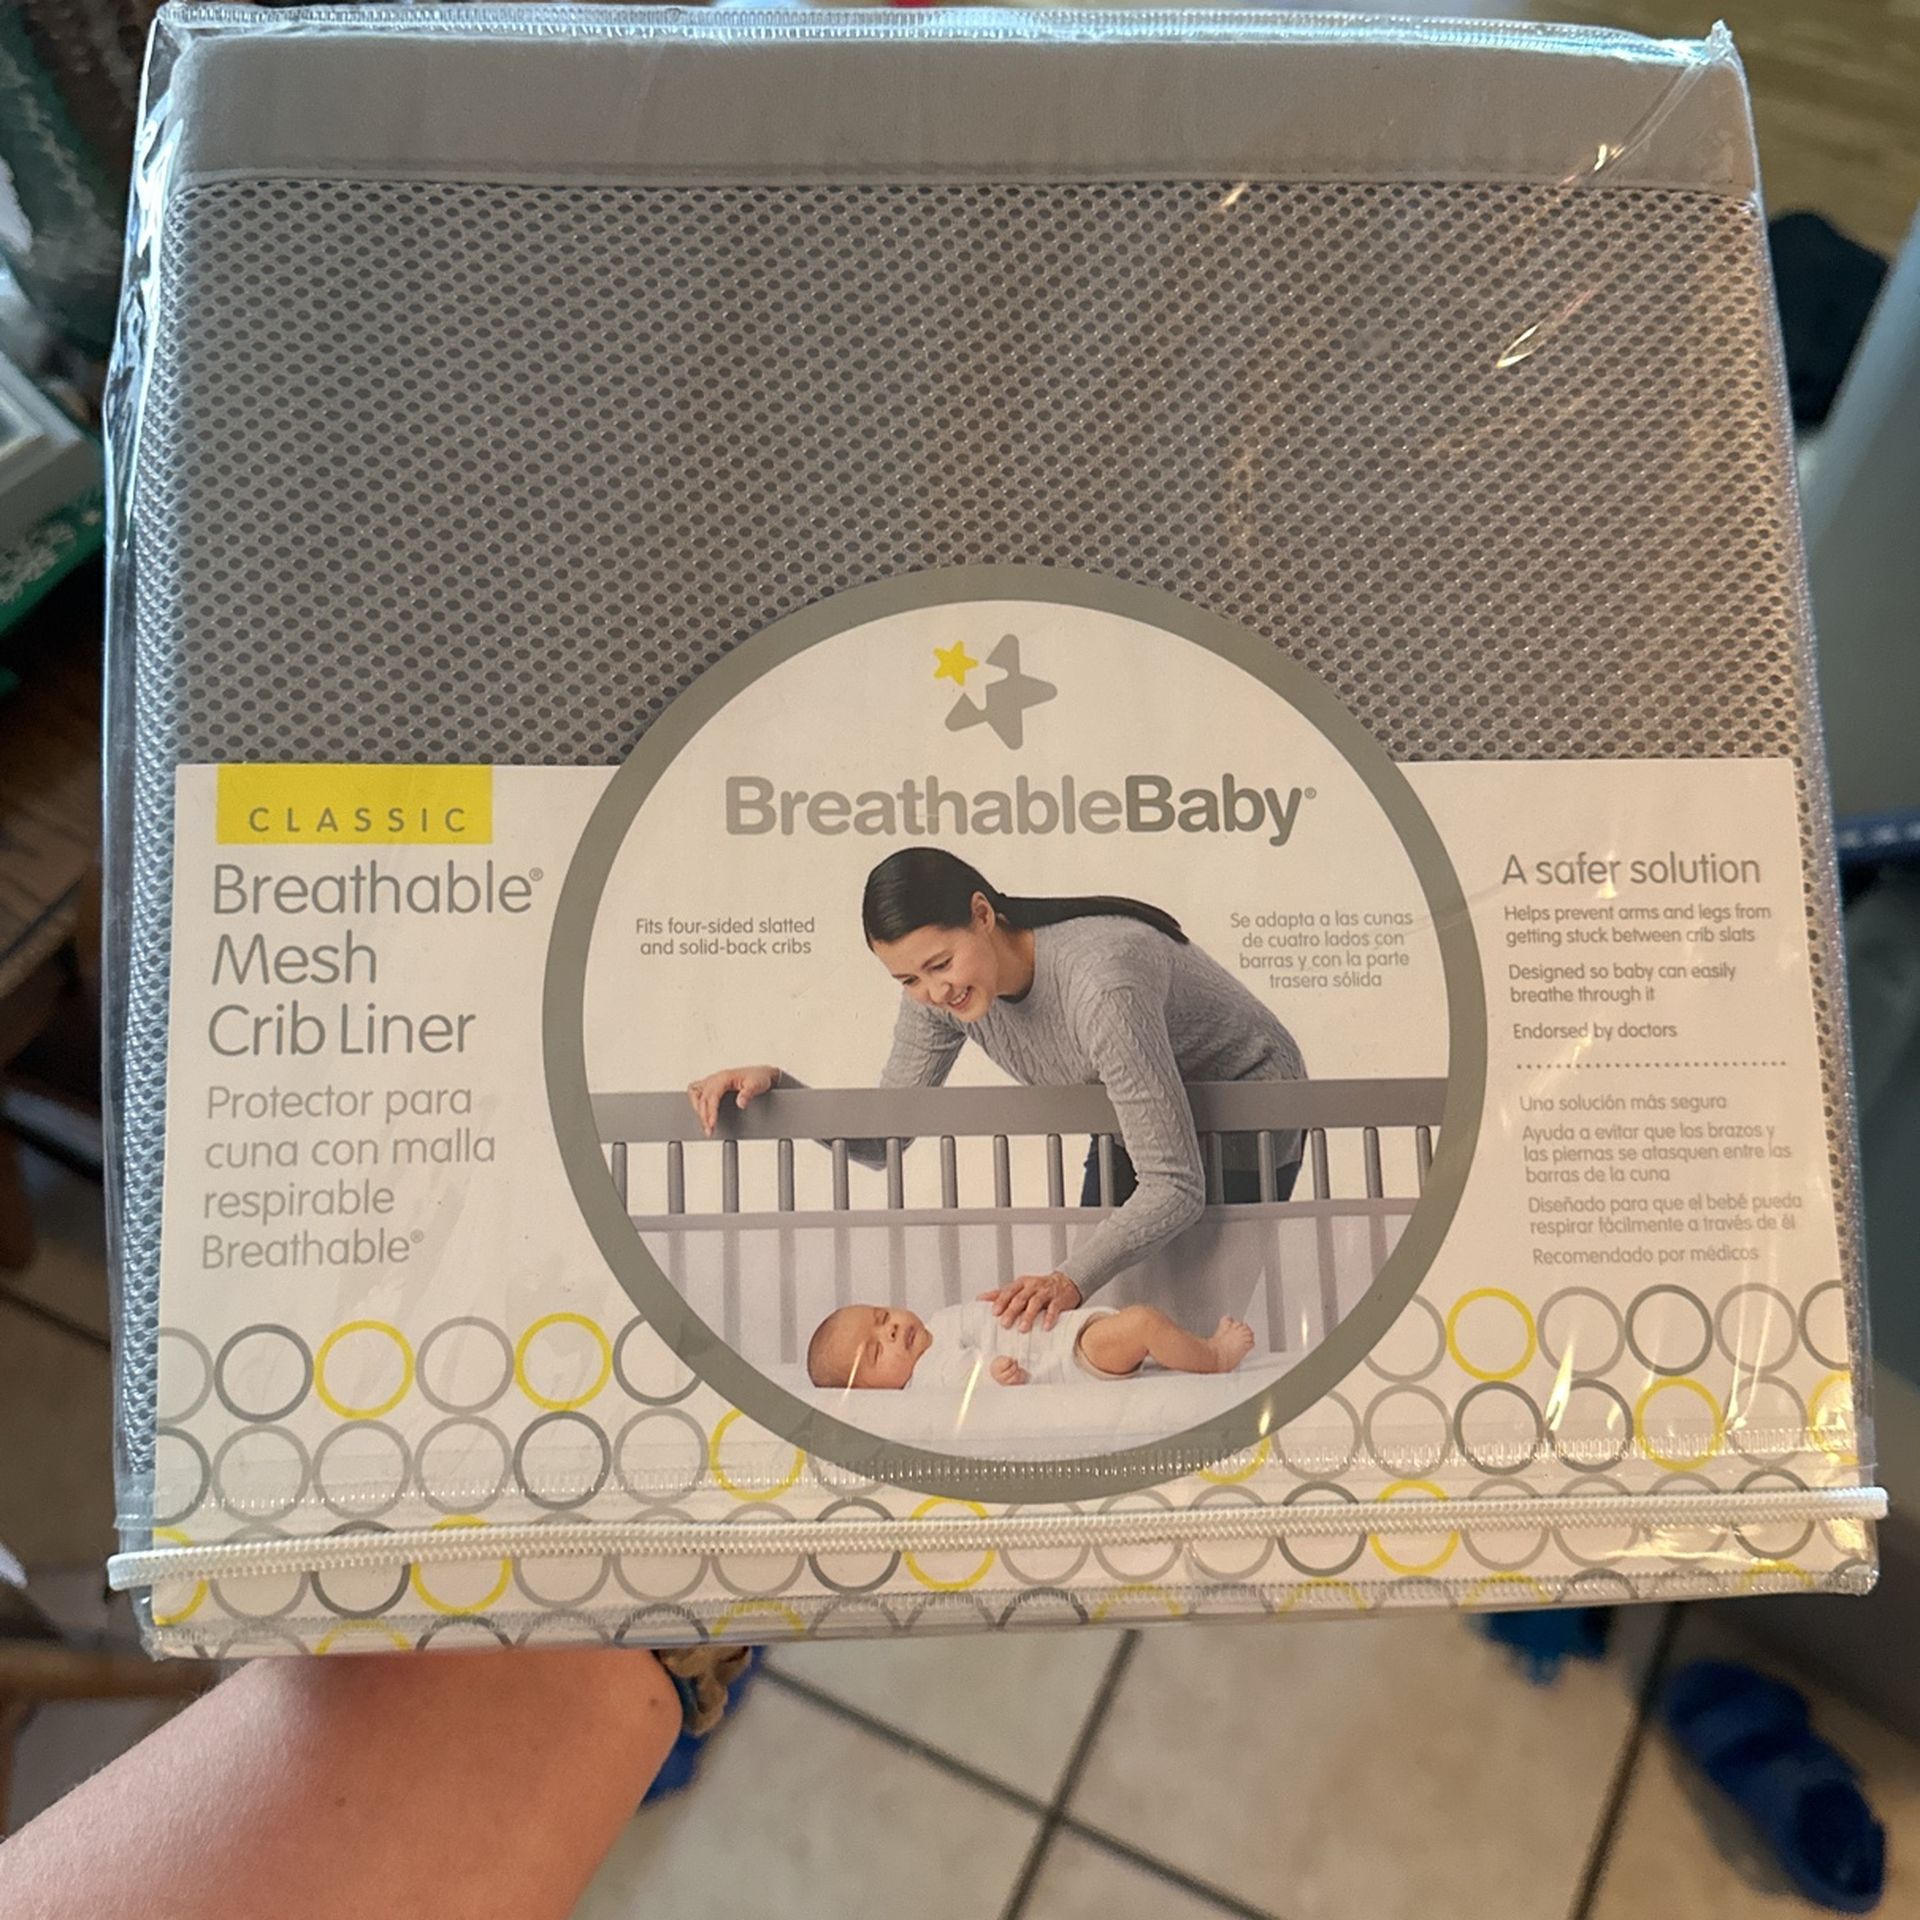 CLASSIC
Breathable®
Mesh
Crib Liner
Protector para
cuna con malla
respirable
Breathable®
BreathableBaby®
Fits four-sided slatted
and solid-back cribs
Se adapta a las cunas
de cuatro lados con
barras y con la parte
trasera sólida
A safer solution
Helps prevent arms and legs from
getting stuck between crib slats
Designed so baby can easily
breathe through it
Endorsed by doctors
Una solución más segura
Ayuda a evitar que los brazos y
las piernas se atasquen entre las
barras de la cuna
Diseñado para que el bebé pueda
respirar fácilmente a través de él
Recomendado por médicos